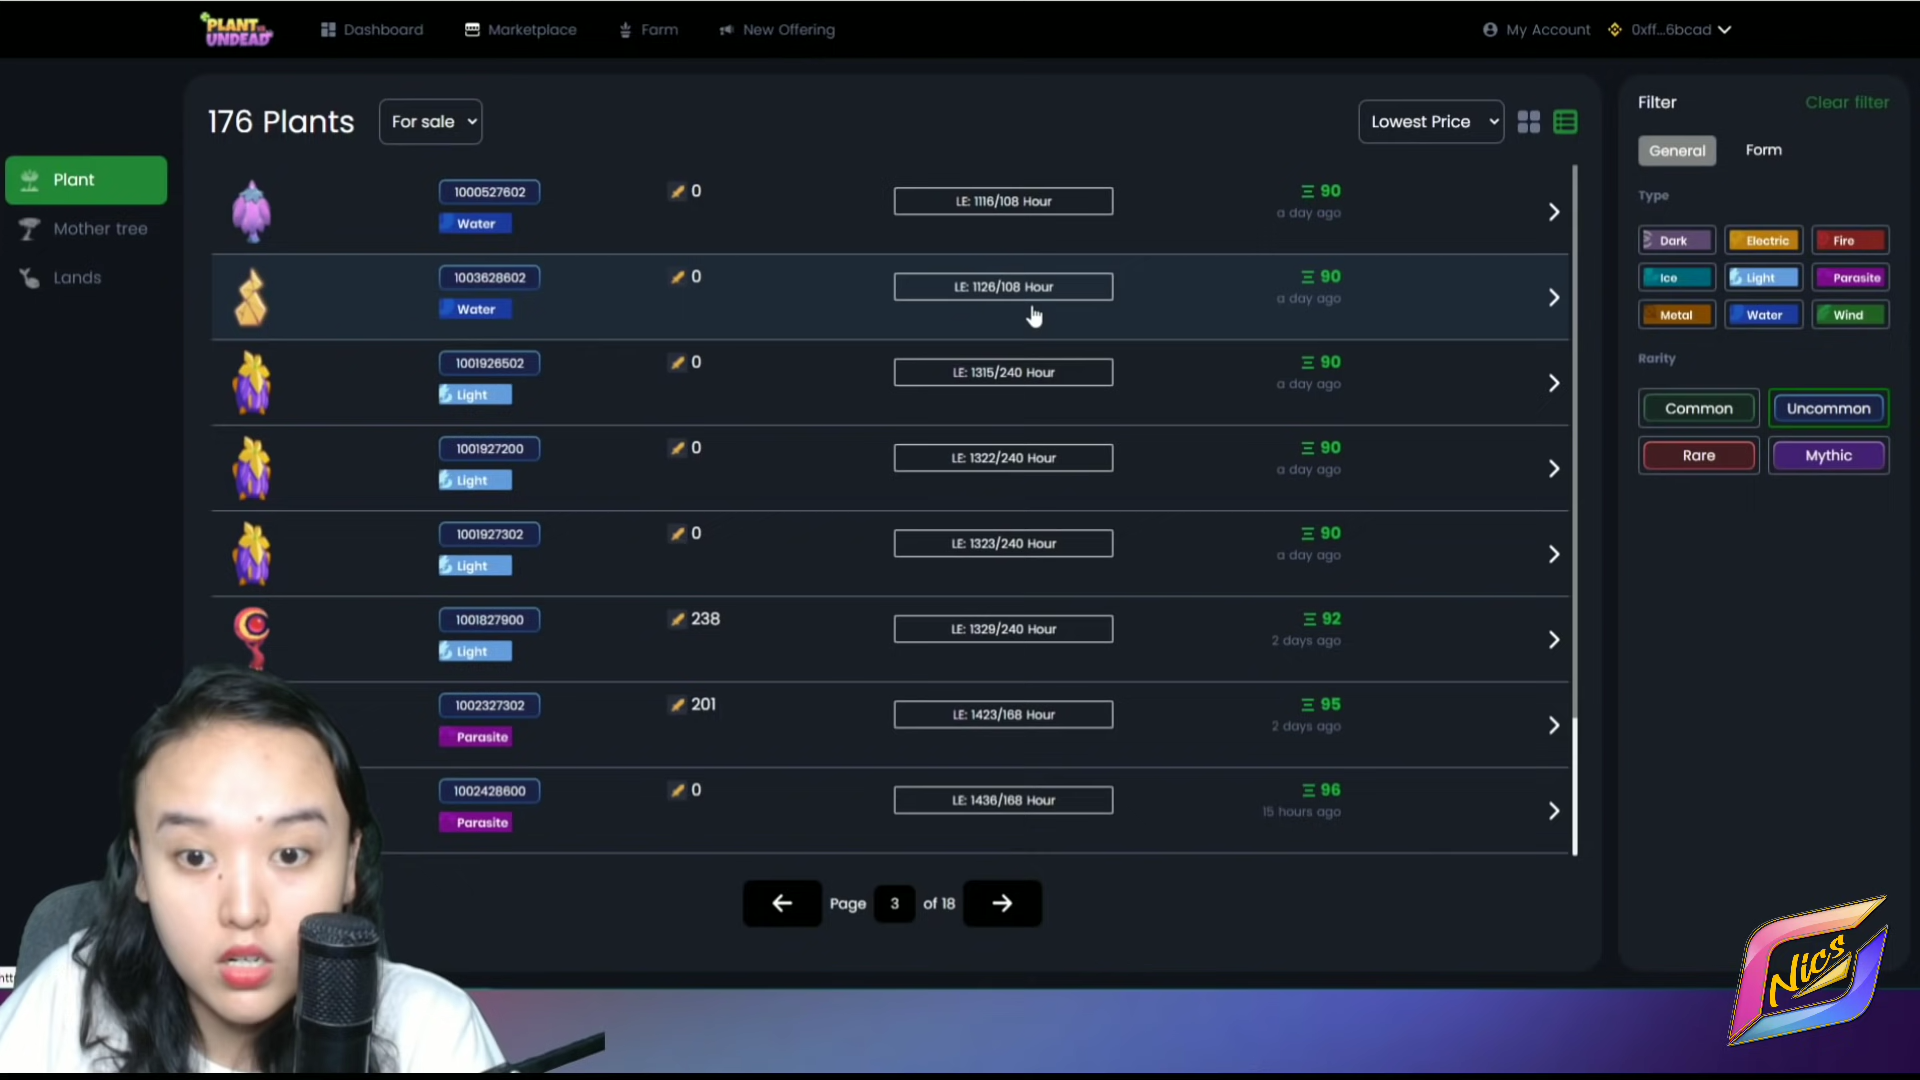 PLANT VS. UNDEAD
Dashboard
Marketplace
Farm
New Offering
My Account
0xff...6bcad
Plant
Mother tree
Lands
176 Plants
For sale
Lowest Price
1000527602
Water
0
LE: 1116/108 Hour
90
a day ago
1003628602
Water
0
LE: 1126/108 Hour
90
a day ago
1001926502
Light
0
LE: 1315/240 Hour
90
a day ago
1001927200
Light
0
LE: 1322/240 Hour
90
a day ago
1001927302
Light
0
LE: 1323/240 Hour
90
a day ago
1001827900
Light
238
LE: 1329/240 Hour
92
2 days ago
1002327302
Parasite
201
LE: 1423/168 Hour
95
2 days ago
1002428600
Parasite
0
LE: 1436/168 Hour
96
15 hours ago
Page 3 of 18
Filter
Clear filter
General
Form
Type
Dark
Electric
Fire
Ice
Light
Parasite
Metal
Water
Wind
Rarity
Common
Uncommon
Rare
Mythic
Nics